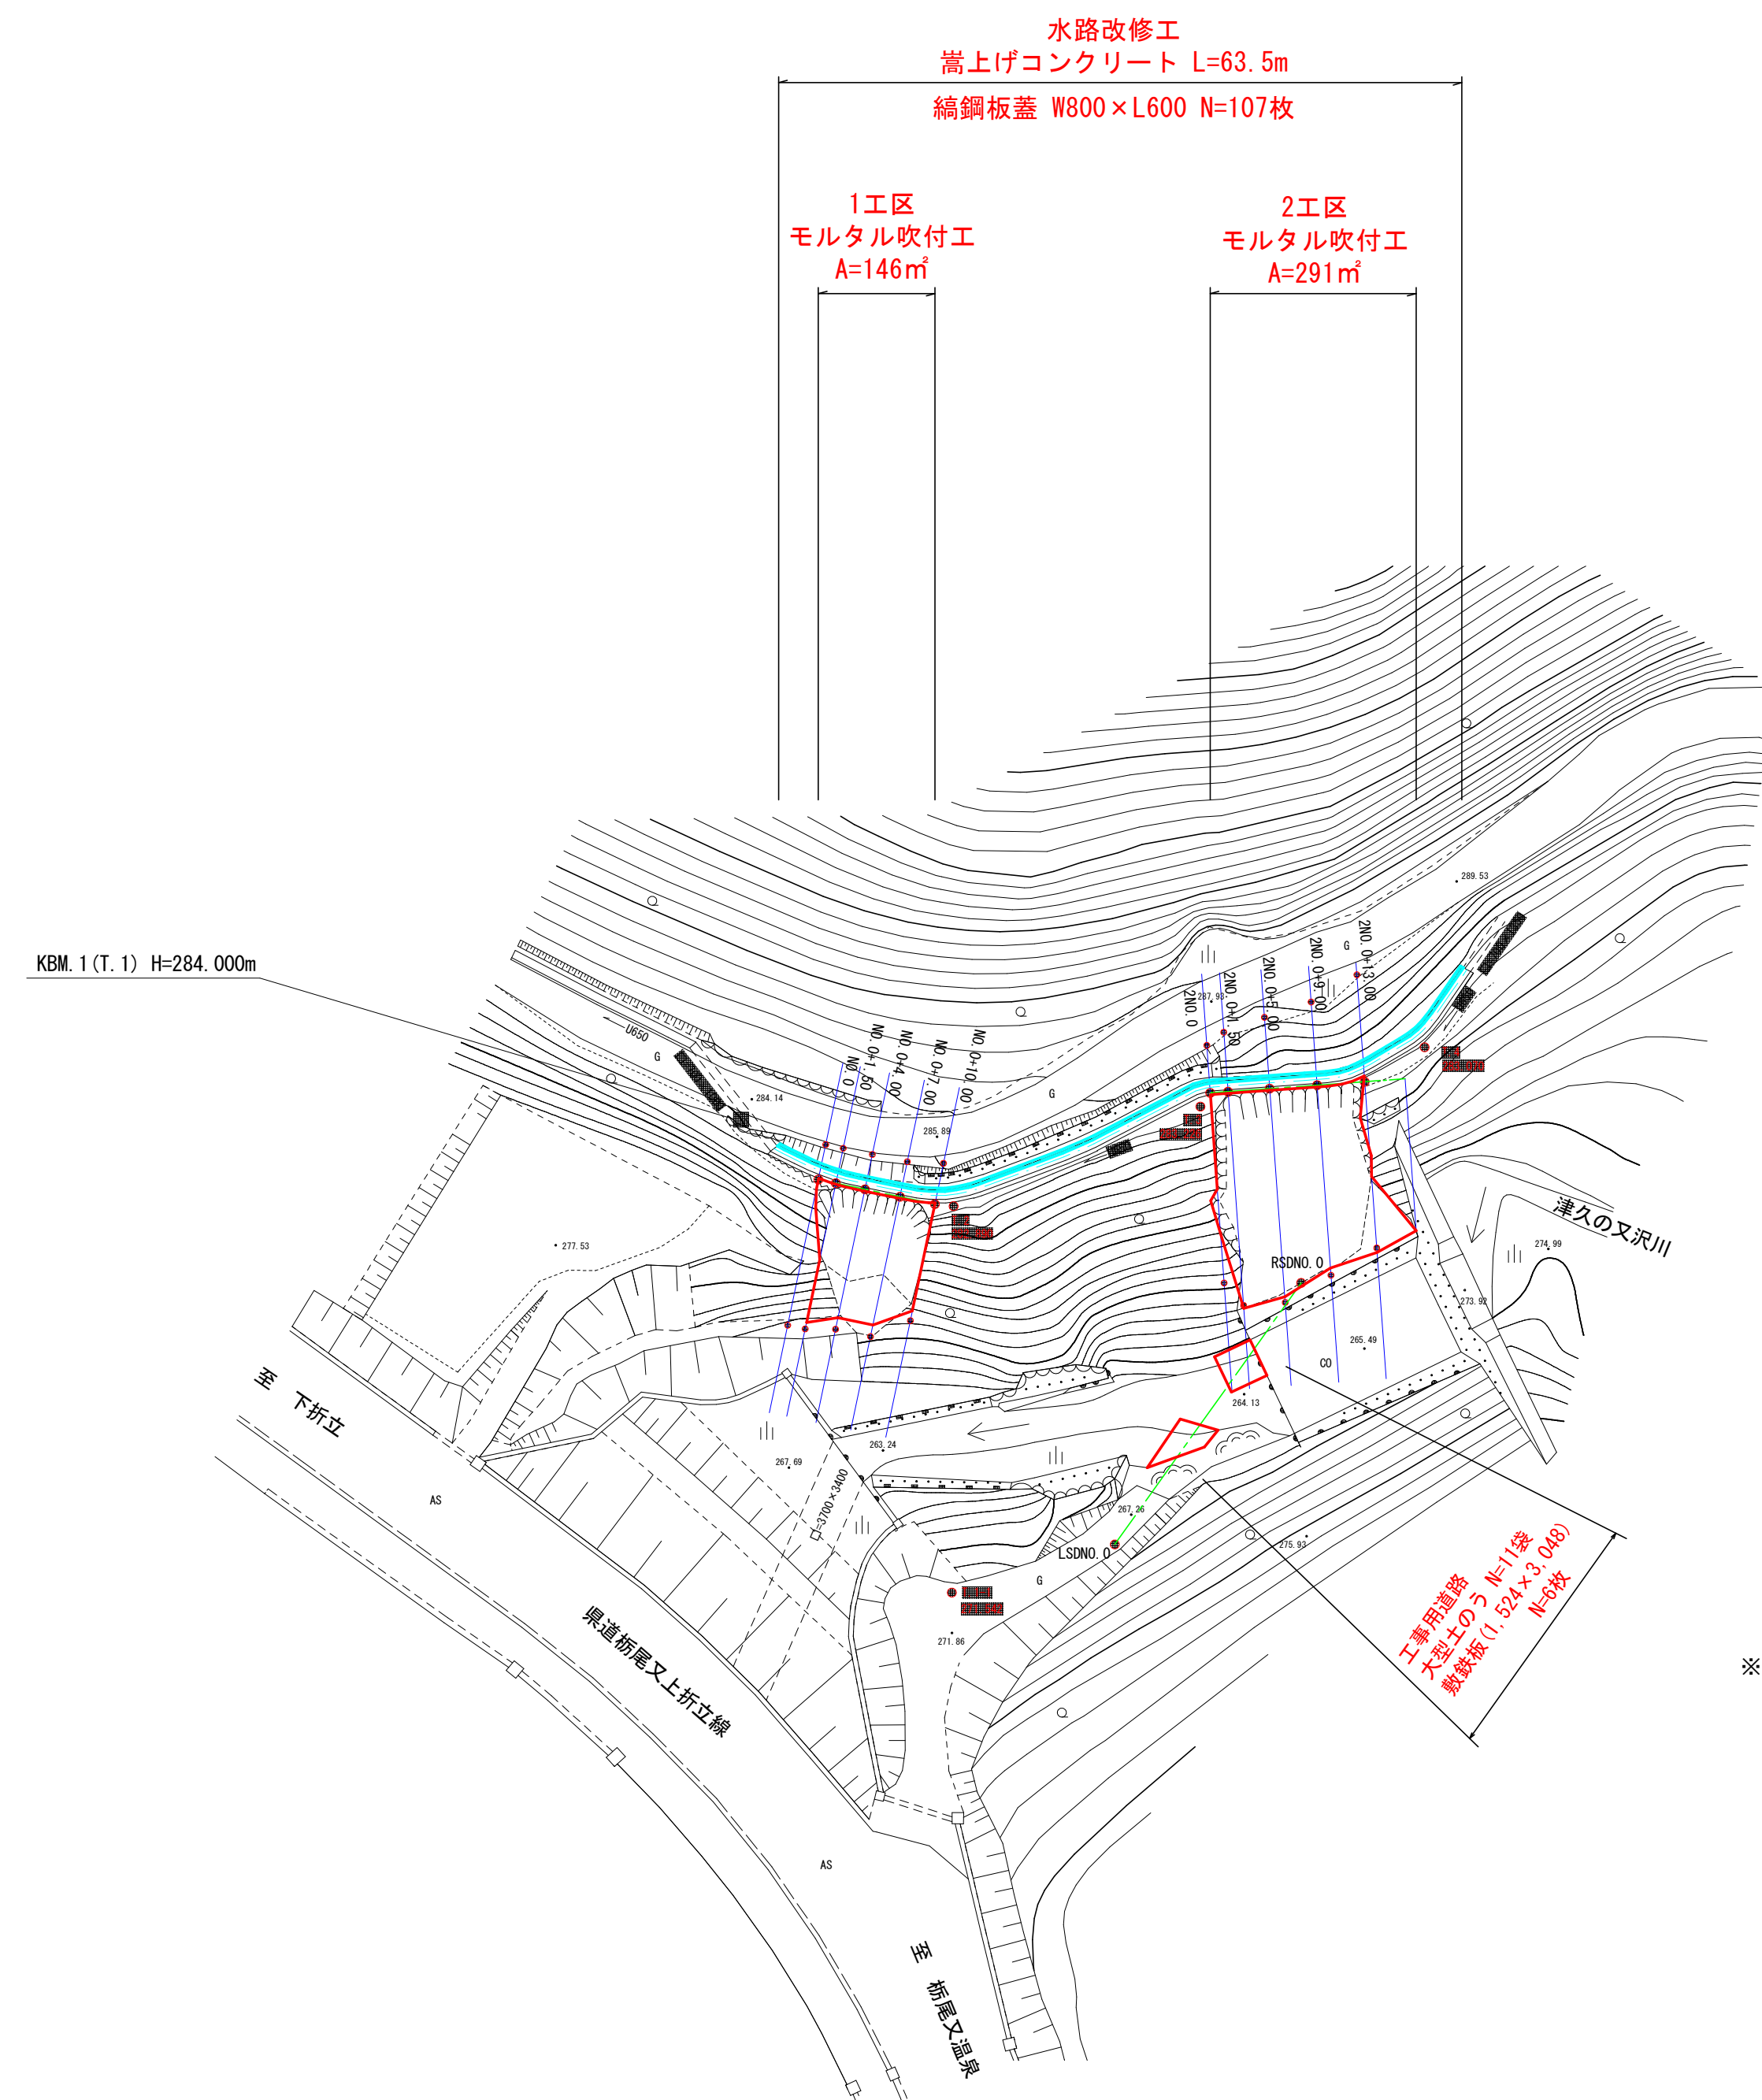 水路改修工
嵩上げコンクリート L=63.5m
縞鋼板蓋 W800×L600 N=107枚
1工区
モルタル吹付工
A=146㎡
2工区
モルタル吹付工
A=291㎡
KBM.1(T.1) H=284.000m
289.53
2NO.0
2NO.0+1.50
2NO.0+5.00
2NO.0+9.00
2NO.0+13.00
G
287.93
U650
G
NO.0
NO.0+1.50
NO.0+4.00
NO.0+7.00
NO.0+10.00
284.14
285.89
G
277.53
津久の又沢川
274.99
273.92
RSDNO.0
265.49
CO
264.13
至 下折立
263.24
267.69
3700×3400
AS
267.26
LSDNO.0
275.93
G
271.86
工事用道路
大型土のう N=11袋
敷鉄板(1,524×3,048)
N=6枚
※
県道栃尾又上折立線
AS
至 栃尾又温泉